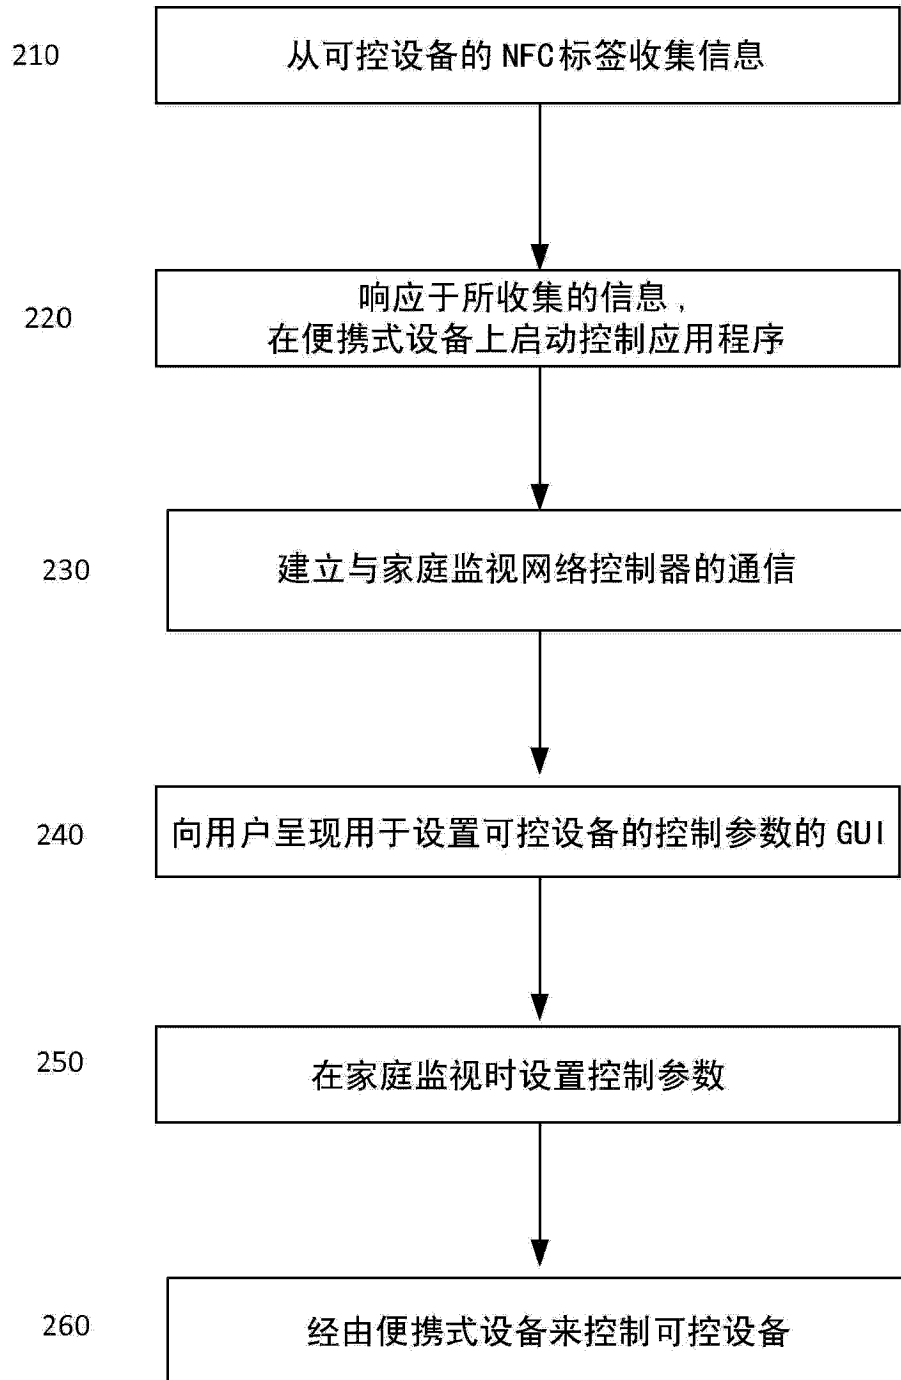 210
从可控设备的NFC标签收集信息
220
响应于所收集的信息,
在便携式设备上启动控制应用程序
230
建立与家庭监视网络控制器的通信
240
向用户呈现用于设置可控设备的控制参数的 GUI
250
在家庭监视时设置控制参数
260
经由便携式设备来控制可控设备